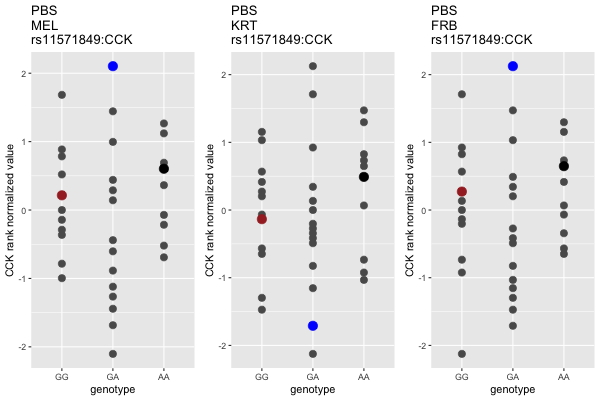 PBS
MEL
rs11571849:CCK
CCK rank normalized value
2
1
0
-1
-2
GG GA AA
genotype
PBS
KRT
rs11571849:CCK
CCK rank normalized value
2
1
0
-1
-2
GG GA AA
genotype
PBS
FRB
rs11571849:CCK
CCK rank normalized value
2
1
0
-1
-2
GG GA AA
genotype